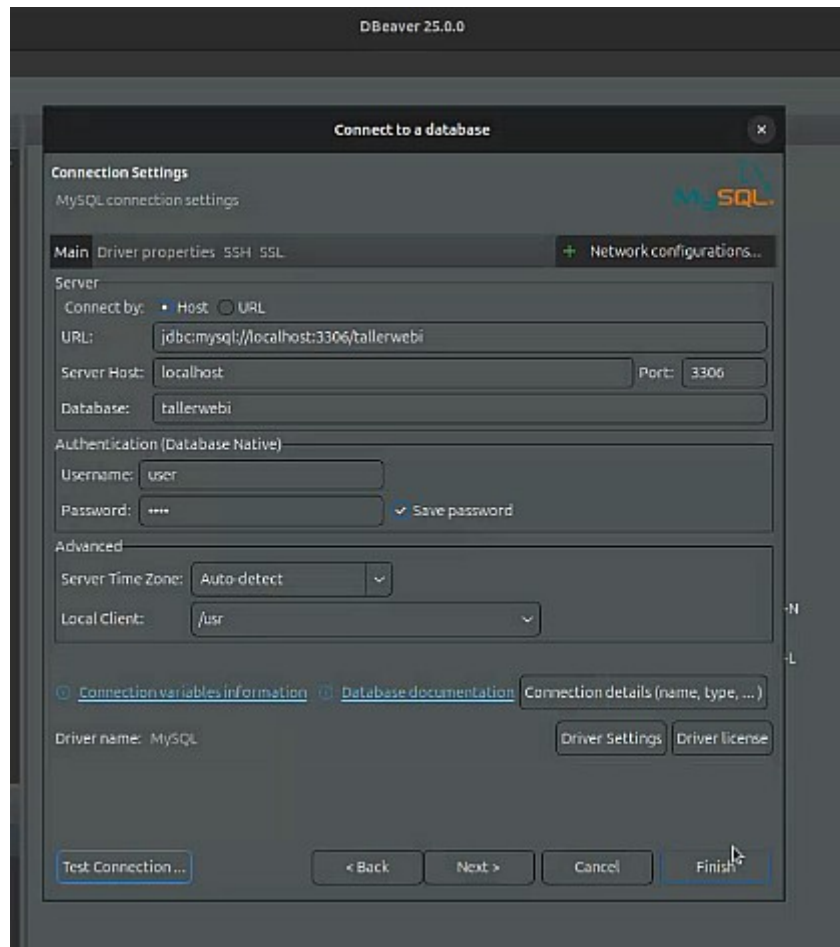 DBeaver 25.0.0
Connect to a database
Connection Settings
MySQL connection settings
MySQL
Main Driver properties SSH SSL + Network configurations...
Server
Connect by: Host URL
URL: jdbc:mysql://localhost:3306/tallerwebi
Server Host: localhost Port: 3306
Database: tallerwebi
Authentication (Database Native)
Username: user
Password: •••• Save password
Advanced
Server Time Zone: Auto-detect
Local Client: /usr
-N
-L
Connection variables information Database documentation Connection details (name, type, ... )
Driver name: MySQL Driver Settings Driver license
Test Connection ... < Back Next > Cancel Finish